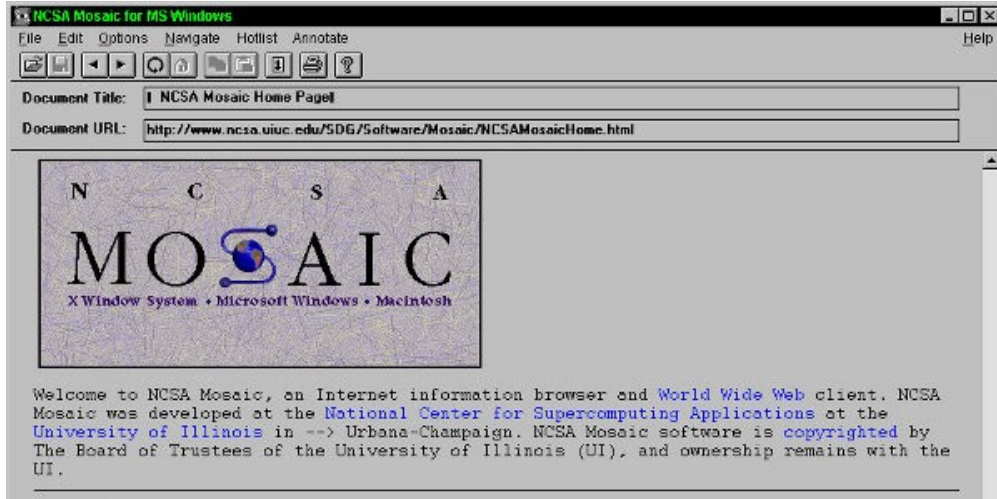 NCSA Mosaic for MS Windows
File Edit Options Navigate Hotlist Annotate Help
Document Title: NCSA Mosaic Home Page
Document URL: http://www.ncsa.uiuc.edu/SDG/Software/Mosaic/NCSAMosaicHome.html
N C S A
MOSAIC
X Window System • Microsoft Windows • Macintosh
Welcome to NCSA Mosaic, an Internet information browser and World Wide Web client. NCSA
Mosaic was developed at the National Center for Supercomputing Applications at the
University of Illinois in --> Urbana-Champaign. NCSA Mosaic software is copyrighted by
The Board of Trustees of the University of Illinois (UI), and ownership remains with the
UI.